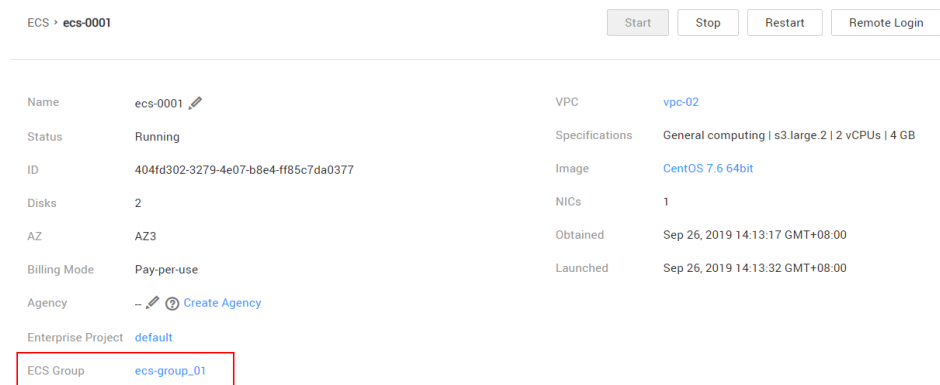 ECS > ecs-0001
Start Stop Restart Remote Login
Name ecs-0001
Status Running
ID 404fd302-3279-4e07-b8e4-ff85c7da0377
Disks 2
AZ AZ3
Billing Mode Pay-per-use
Agency -- Create Agency
Enterprise Project default
ECS Group ecs-group_01
VPC vpc-02
Specifications General computing | s3.large.2 | 2 vCPUs | 4 GB
Image CentOS 7.6 64bit
NICs 1
Obtained Sep 26, 2019 14:13:17 GMT+08:00
Launched Sep 26, 2019 14:13:32 GMT+08:00